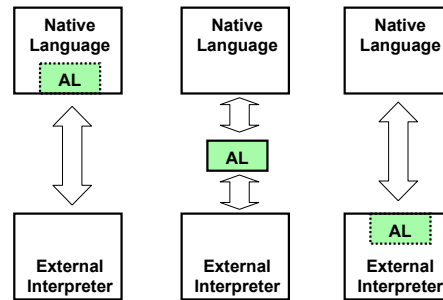 Native
Language
AL
External
Interpreter
Native
Language
AL
External
Interpreter
Native
Language
AL
External
Interpreter